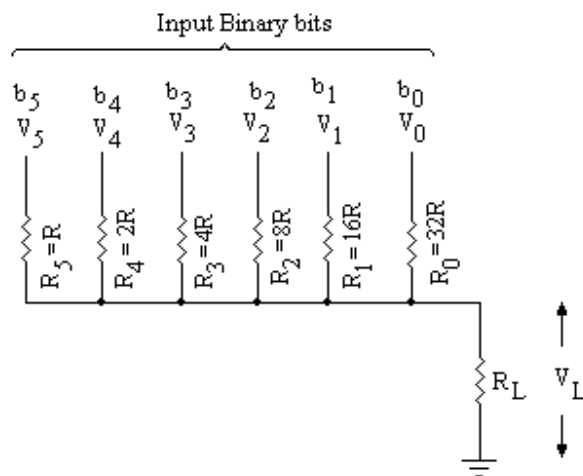 Input Binary bits
b5 b4 b3 b2 b1 b0
V5 V4 V3 V2 V1 V0
R5=R R4=2R R3=4R R2=8R R1=16R R0=32R
RL VL